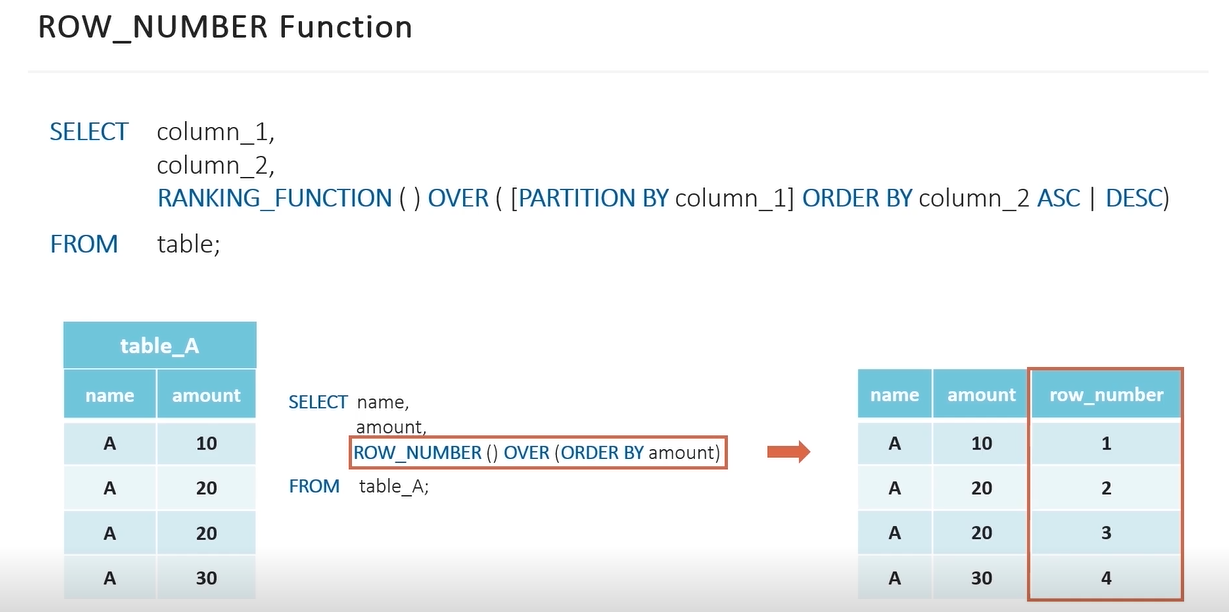 ROW_NUMBER Function
SELECT column_1,
column_2,
RANKING_FUNCTION ( ) OVER ( [PARTITION BY column_1] ORDER BY column_2 ASC | DESC)
FROM table;
table_A
name amount
A 10
A 20
A 20
A 30
SELECT name,
amount,
ROW_NUMBER () OVER (ORDER BY amount)
FROM table_A;
name amount row_number
A 10 1
A 20 2
A 20 3
A 30 4